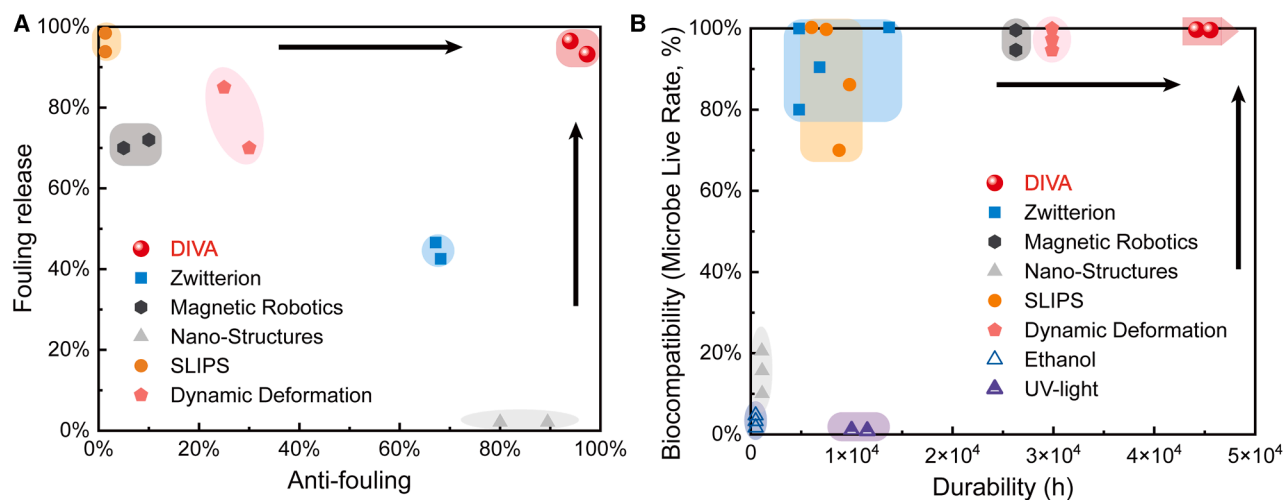 A
100%
80%
60%
40%
20%
0%
Fouling release
DIVA
Zwitterion
Magnetic Robotics
Nano-Structures
SLIPS
Dynamic Deformation
0%
20%
40%
60%
80%
100%
Anti-fouling
B
100%
80%
60%
40%
20%
0%
Biocompatibility (Microbe Live Rate, %)
DIVA
Zwitterion
Magnetic Robotics
Nano-Structures
SLIPS
Dynamic Deformation
Ethanol
UV-light
0
1×10⁴
2×10⁴
3×10⁴
4×10⁴
5×10⁴
Durability (h)